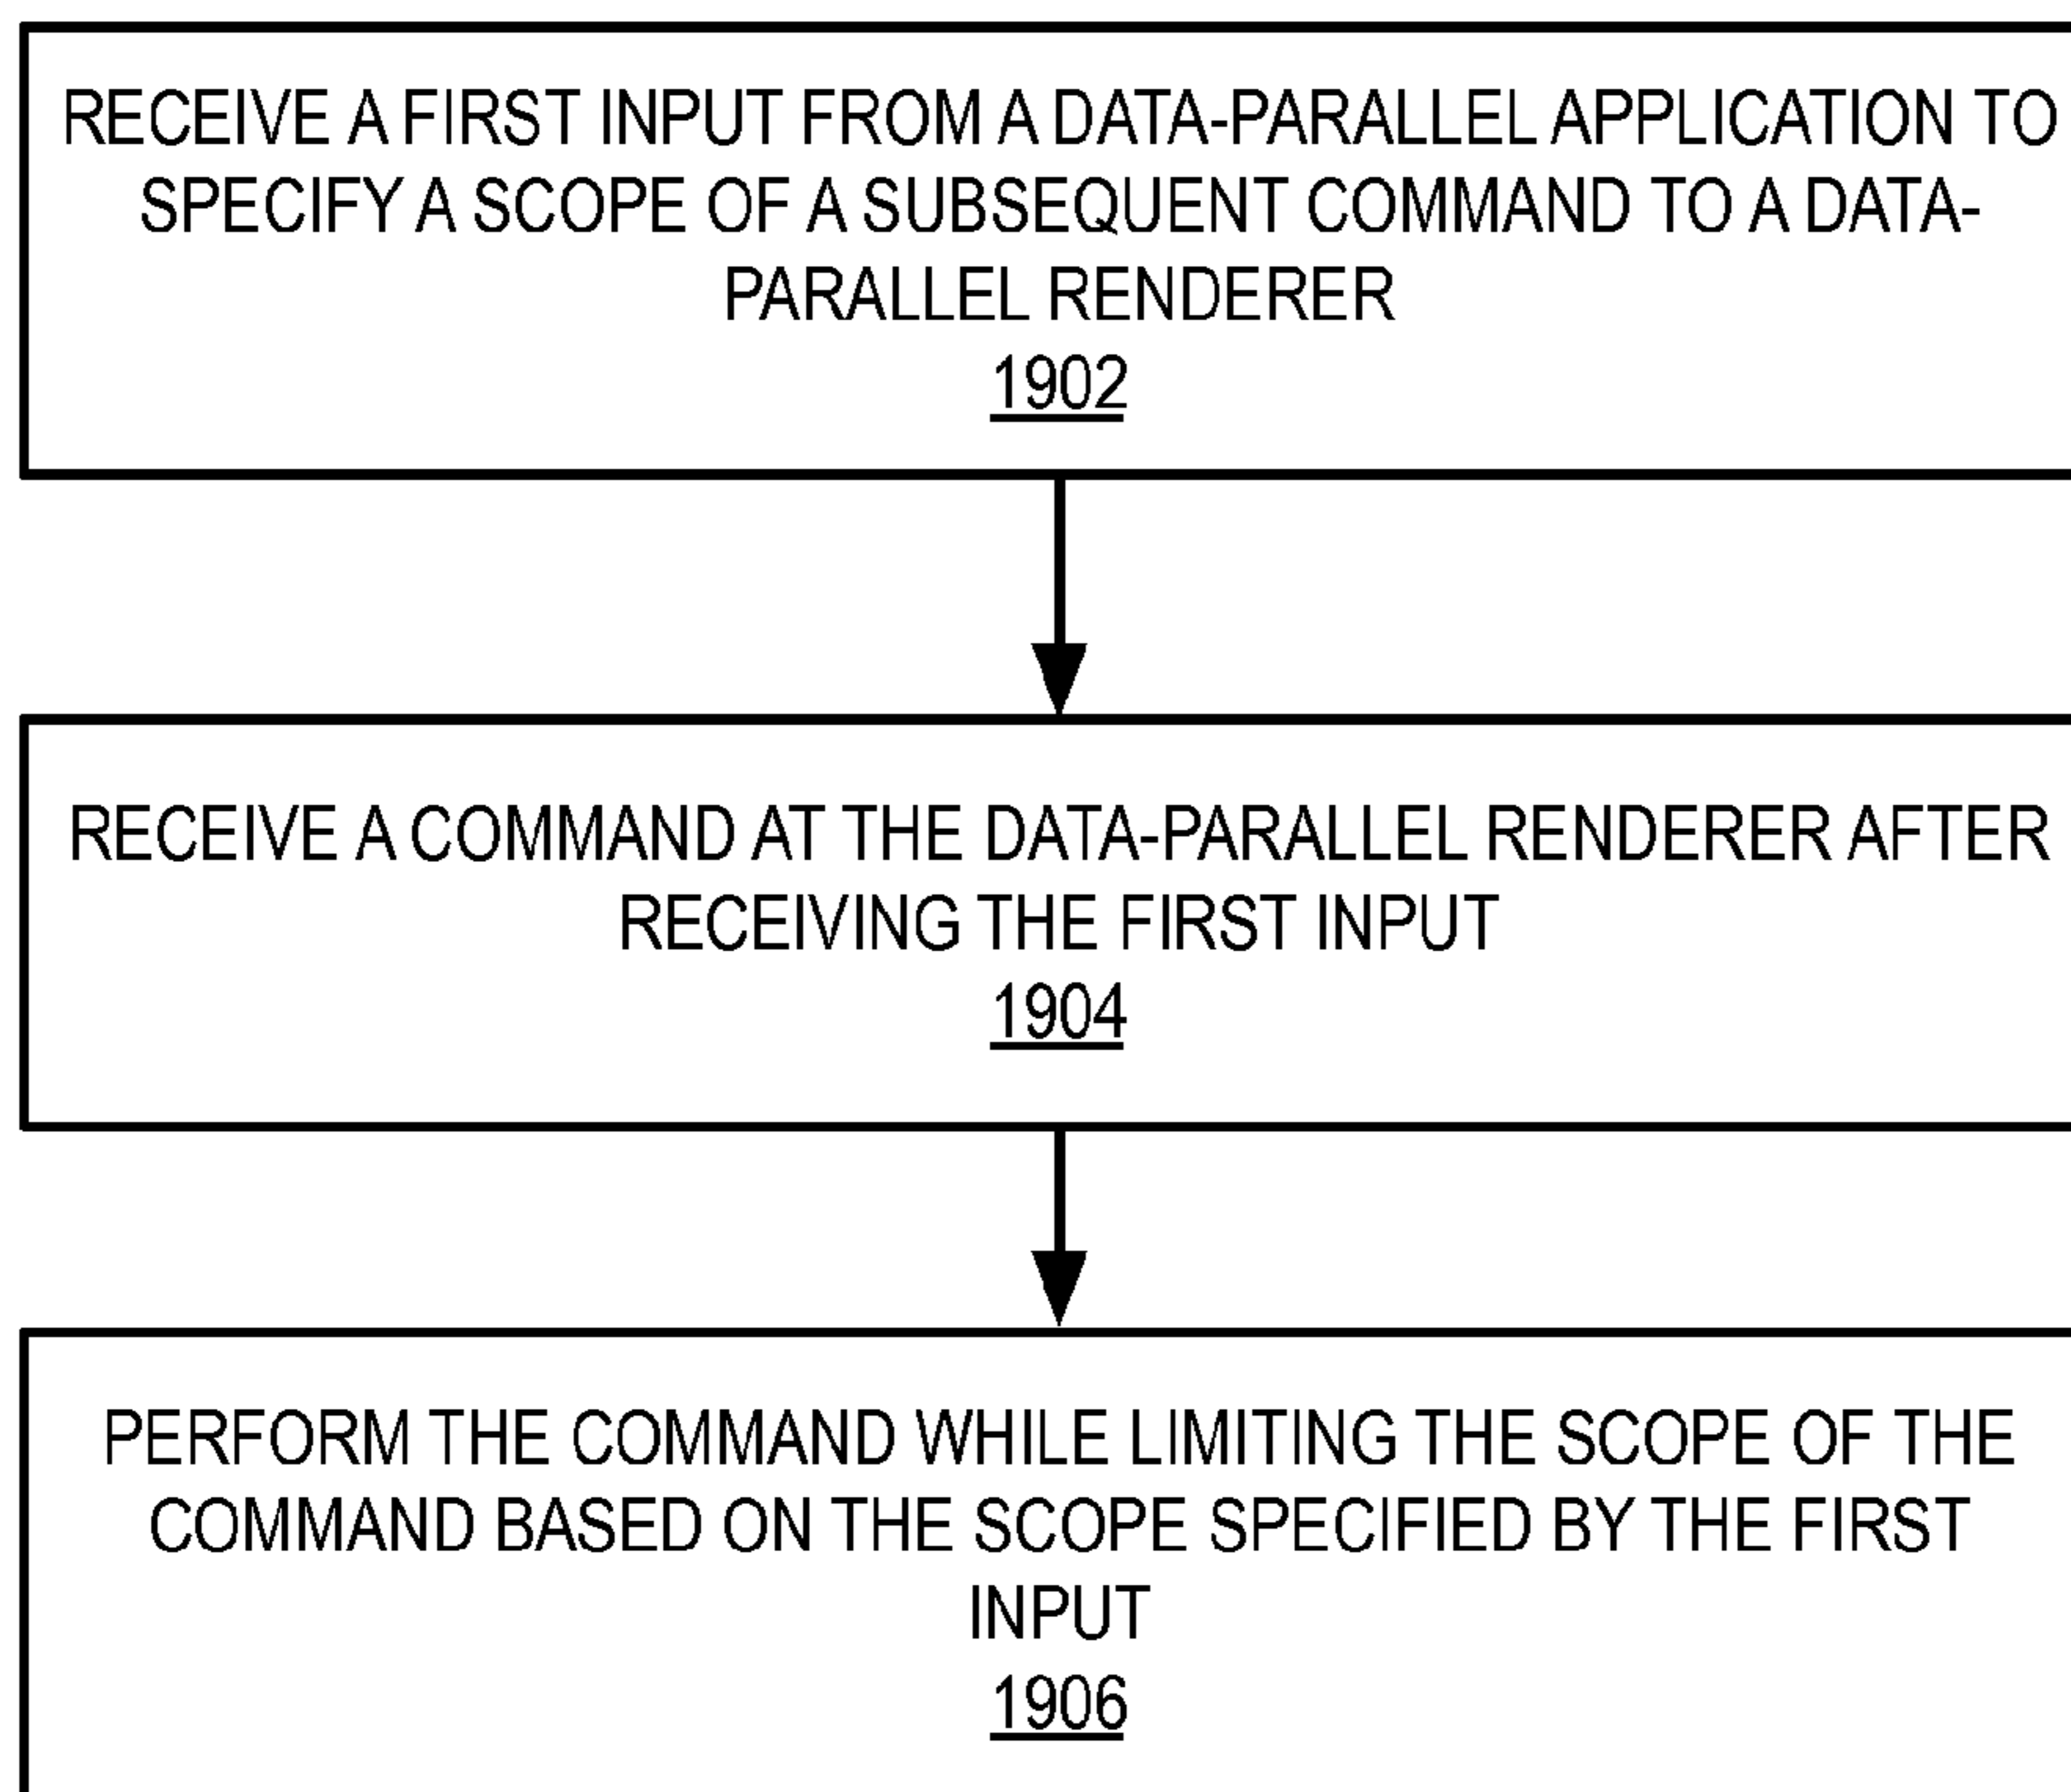 RECEIVE A FIRST INPUT FROM A DATA-PARALLEL APPLICATION TO
SPECIFY A SCOPE OF A SUBSEQUENT COMMAND TO A DATA-
PARALLEL RENDERER
1902
RECEIVE A COMMAND AT THE DATA-PARALLEL RENDERER AFTER
RECEIVING THE FIRST INPUT
1904
PERFORM THE COMMAND WHILE LIMITING THE SCOPE OF THE
COMMAND BASED ON THE SCOPE SPECIFIED BY THE FIRST
INPUT
1906